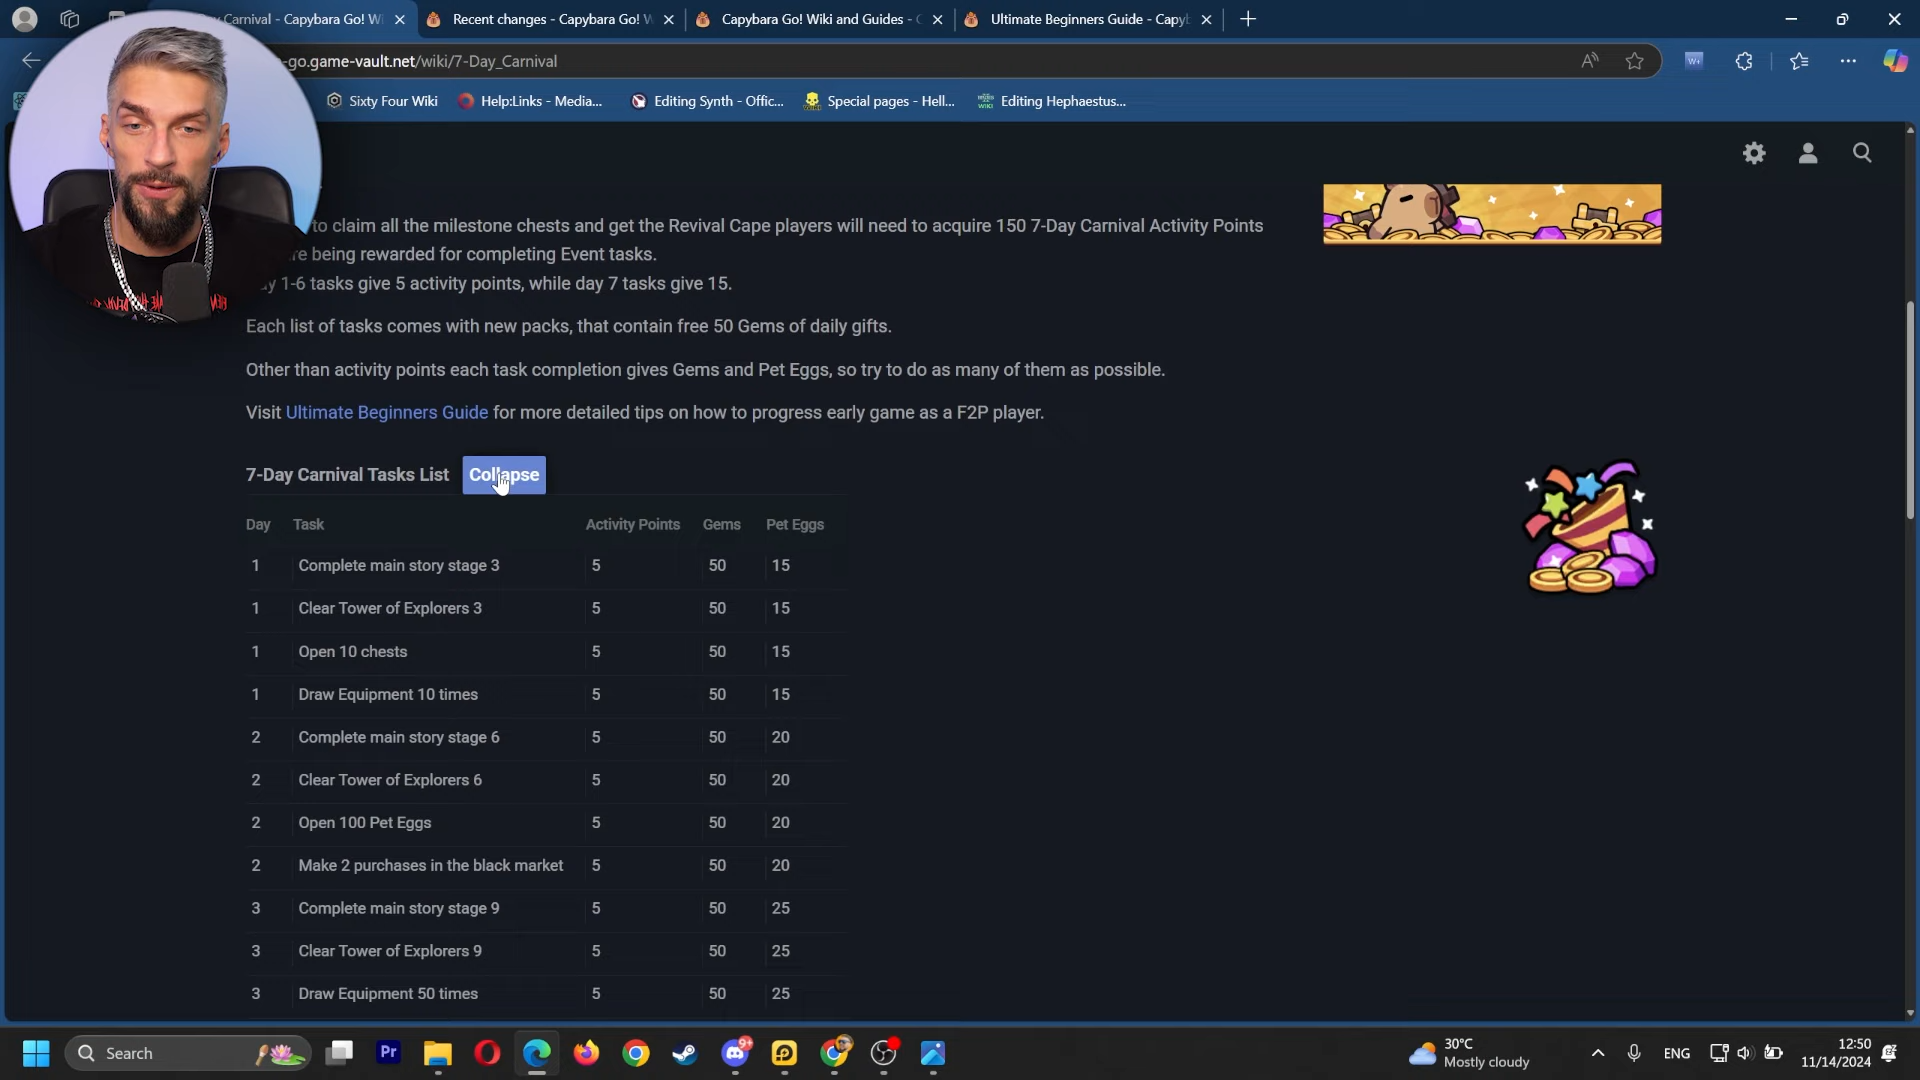 Carnival - Capybara Go! Wi
Recent changes - Capybara Go! W
Capybara Go! Wiki and Guides - C
Ultimate Beginners Guide - Capyb
-go.game-vault.net/wiki/7-Day_Carnival
Sixty Four Wiki
Help:Links - Media...
Editing Synth - Offic...
Special pages - Hell...
Editing Hephaestus...
to claim all the milestone chests and get the Revival Cape players will need to acquire 150 7-Day Carnival Activity Points
re being rewarded for completing Event tasks.
y 1-6 tasks give 5 activity points, while day 7 tasks give 15.
Each list of tasks comes with new packs, that contain free 50 Gems of daily gifts.
Other than activity points each task completion gives Gems and Pet Eggs, so try to do as many of them as possible.
Visit Ultimate Beginners Guide for more detailed tips on how to progress early game as a F2P player.
7-Day Carnival Tasks List Collapse
Day Task Activity Points Gems Pet Eggs
1 Complete main story stage 3 5 50 15
1 Clear Tower of Explorers 3 5 50 15
1 Open 10 chests 5 50 15
1 Draw Equipment 10 times 5 50 15
2 Complete main story stage 6 5 50 20
2 Clear Tower of Explorers 6 5 50 20
2 Open 100 Pet Eggs 5 50 20
2 Make 2 purchases in the black market 5 50 20
3 Complete main story stage 9 5 50 25
3 Clear Tower of Explorers 9 5 50 25
3 Draw Equipment 50 times 5 50 25
Search
Pr
9+
30°C
Mostly cloudy
ENG
12:50
11/14/2024